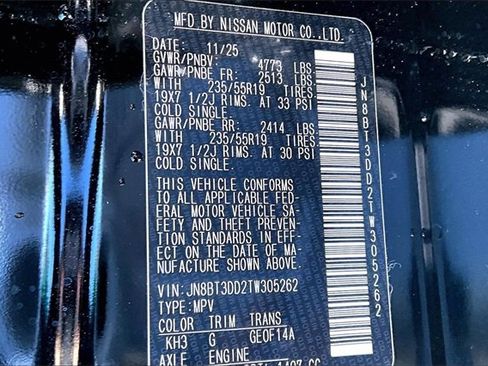 MFD.BY NISSAN MOTOR CO.,LTD.
DATE: 11/25
GVWR/PNBV: 4773 LBS
GAWR/PNBE FR: 2513 LBS
WITH 235/55R19 TIRES
19X7 1/2J RIMS. AT 33 PSI
COLD SINGLE.
GAWR/PNBE RR: 2414 LBS
WITH 235/55R19 TIRES
19X7 1/2J RIMS. AT 30 PSI
COLD SINGLE.
THIS VEHICLE CONFORMS
TO ALL APPLICABLE FED-
ERAL MOTOR VEHICLE SA-
FETY AND THEFT PREVEN-
TION STANDARDS IN EFF-
ECT ON THE DATE OF MA-
NUFACTURE SHOWN ABOVE.
VIN: JN8BT3DD2TW305262
TYPE: MPV
COLOR TRIM TRANS
KH3 G GE0F14A
AXLE ENGINE
JN8BT3DD2TW305262